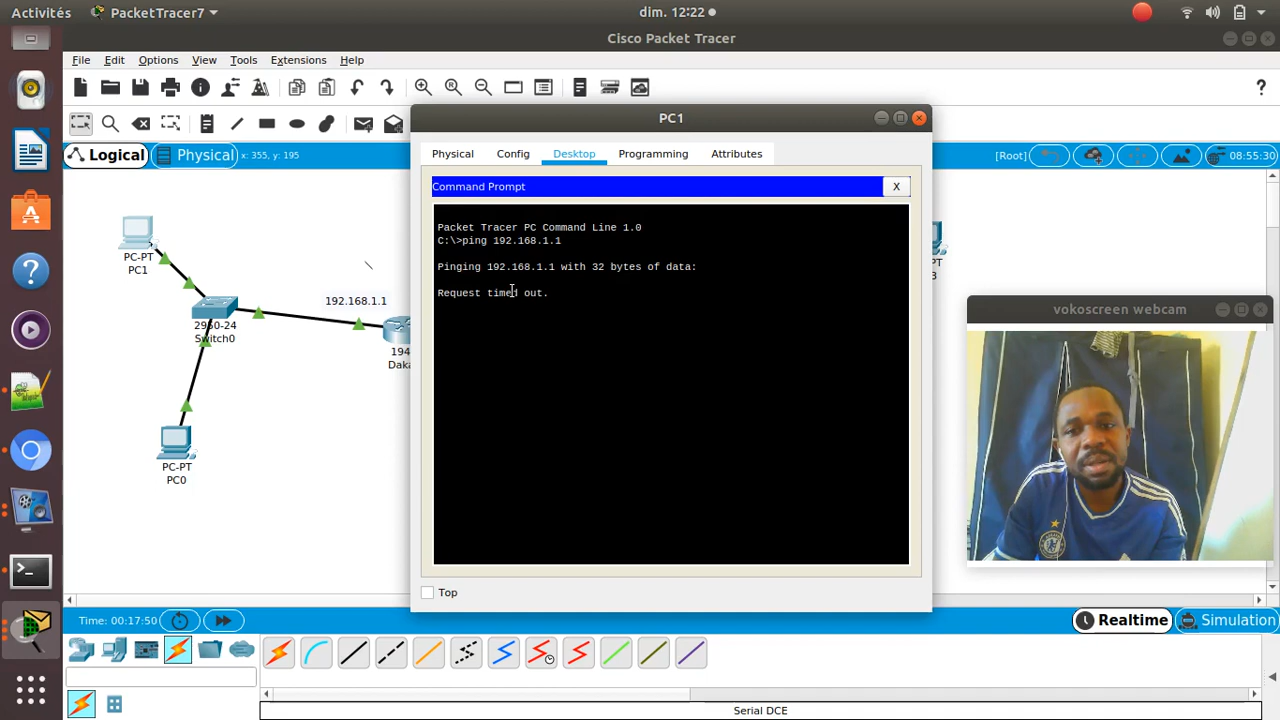 Activités
PacketTracer7
dim. 12:22
Cisco Packet Tracer
File Edit Options View Tools Extensions Help
Logical
Physical
x: 355, y: 195
[Root]
08:55:30
PC1
Physical Config Desktop Programming Attributes
Command Prompt
X
Packet Tracer PC Command Line 1.0
C:\>ping 192.168.1.1
Pinging 192.168.1.1 with 32 bytes of data:
Request timed out.
Top
PC-PT
PC1
192.168.1.1
2950-24
Switch0
194
Daka
PC-PT
PC0
3
vokoscreen webcam
Time: 00:17:50
Realtime
Simulation
Serial DCE